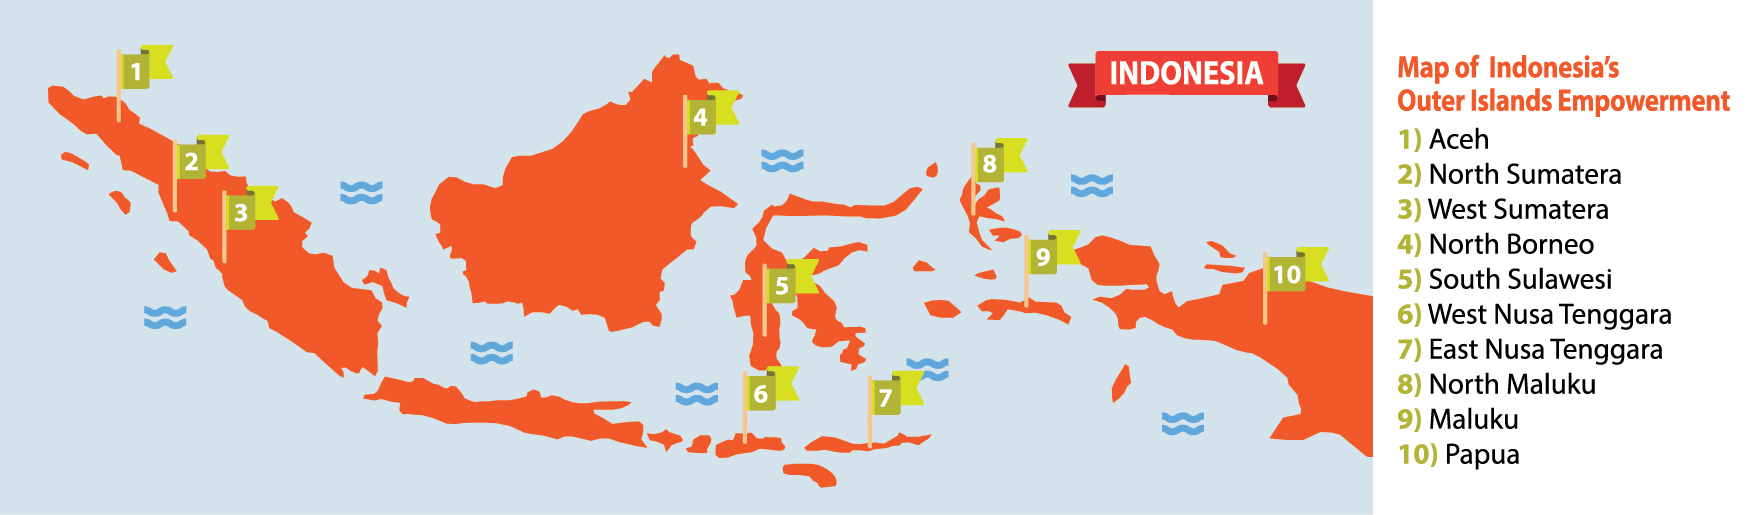 1
2
3
4
5
6
7
8
9
10
INDONESIA
Map of Indonesia's
Outer Islands Empowerment
1) Aceh
2) North Sumatera
3) West Sumatera
4) North Borneo
5) South Sulawesi
6) West Nusa Tenggara
7) East Nusa Tenggara
8) North Maluku
9) Maluku
10) Papua